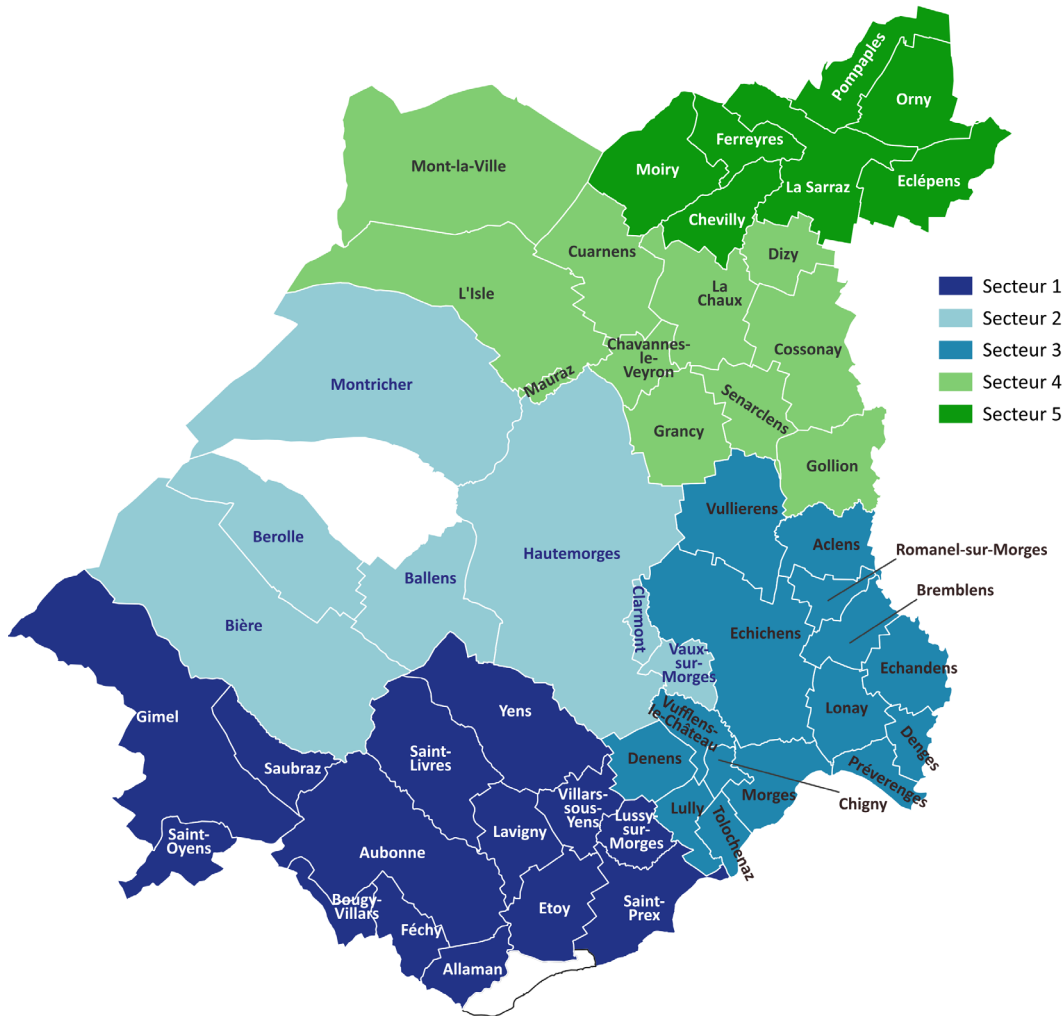 Pompaples
Orny
Ferreyres
Mont-la-Ville
Moiry
La Sarraz
Eclépens
Chevilly
Cuarnens
Dizy
L'Isle
La
Chaux
Secteur 1
Secteur 2
Secteur 3
Secteur 4
Secteur 5
Chavannes-
le-
Veyron
Cossonay
Montricher
Mauraz
Senarclens
Grancy
Gollion
Vullierens
Berolle
Hautemorges
Aclens
Romanel-sur-Morges
Ballens
Bremblens
Clarmont
Bière
Echichens
Vaux-
sur-
Morges
Echandens
Gimel
Yens
Vufflens-
le-Château
Lonay
Denges
Saint-
Livres
Saubraz
Denens
Préverenges
Villars-
sous-
Yens
Morges
Chigny
Lully
Tolochenaz
Lussy-
sur-
Morges
Lavigny
Saint-
Oyens
Aubonne
Bougy-
Villars
Etoy
Saint-
Prex
Féchy
Allaman